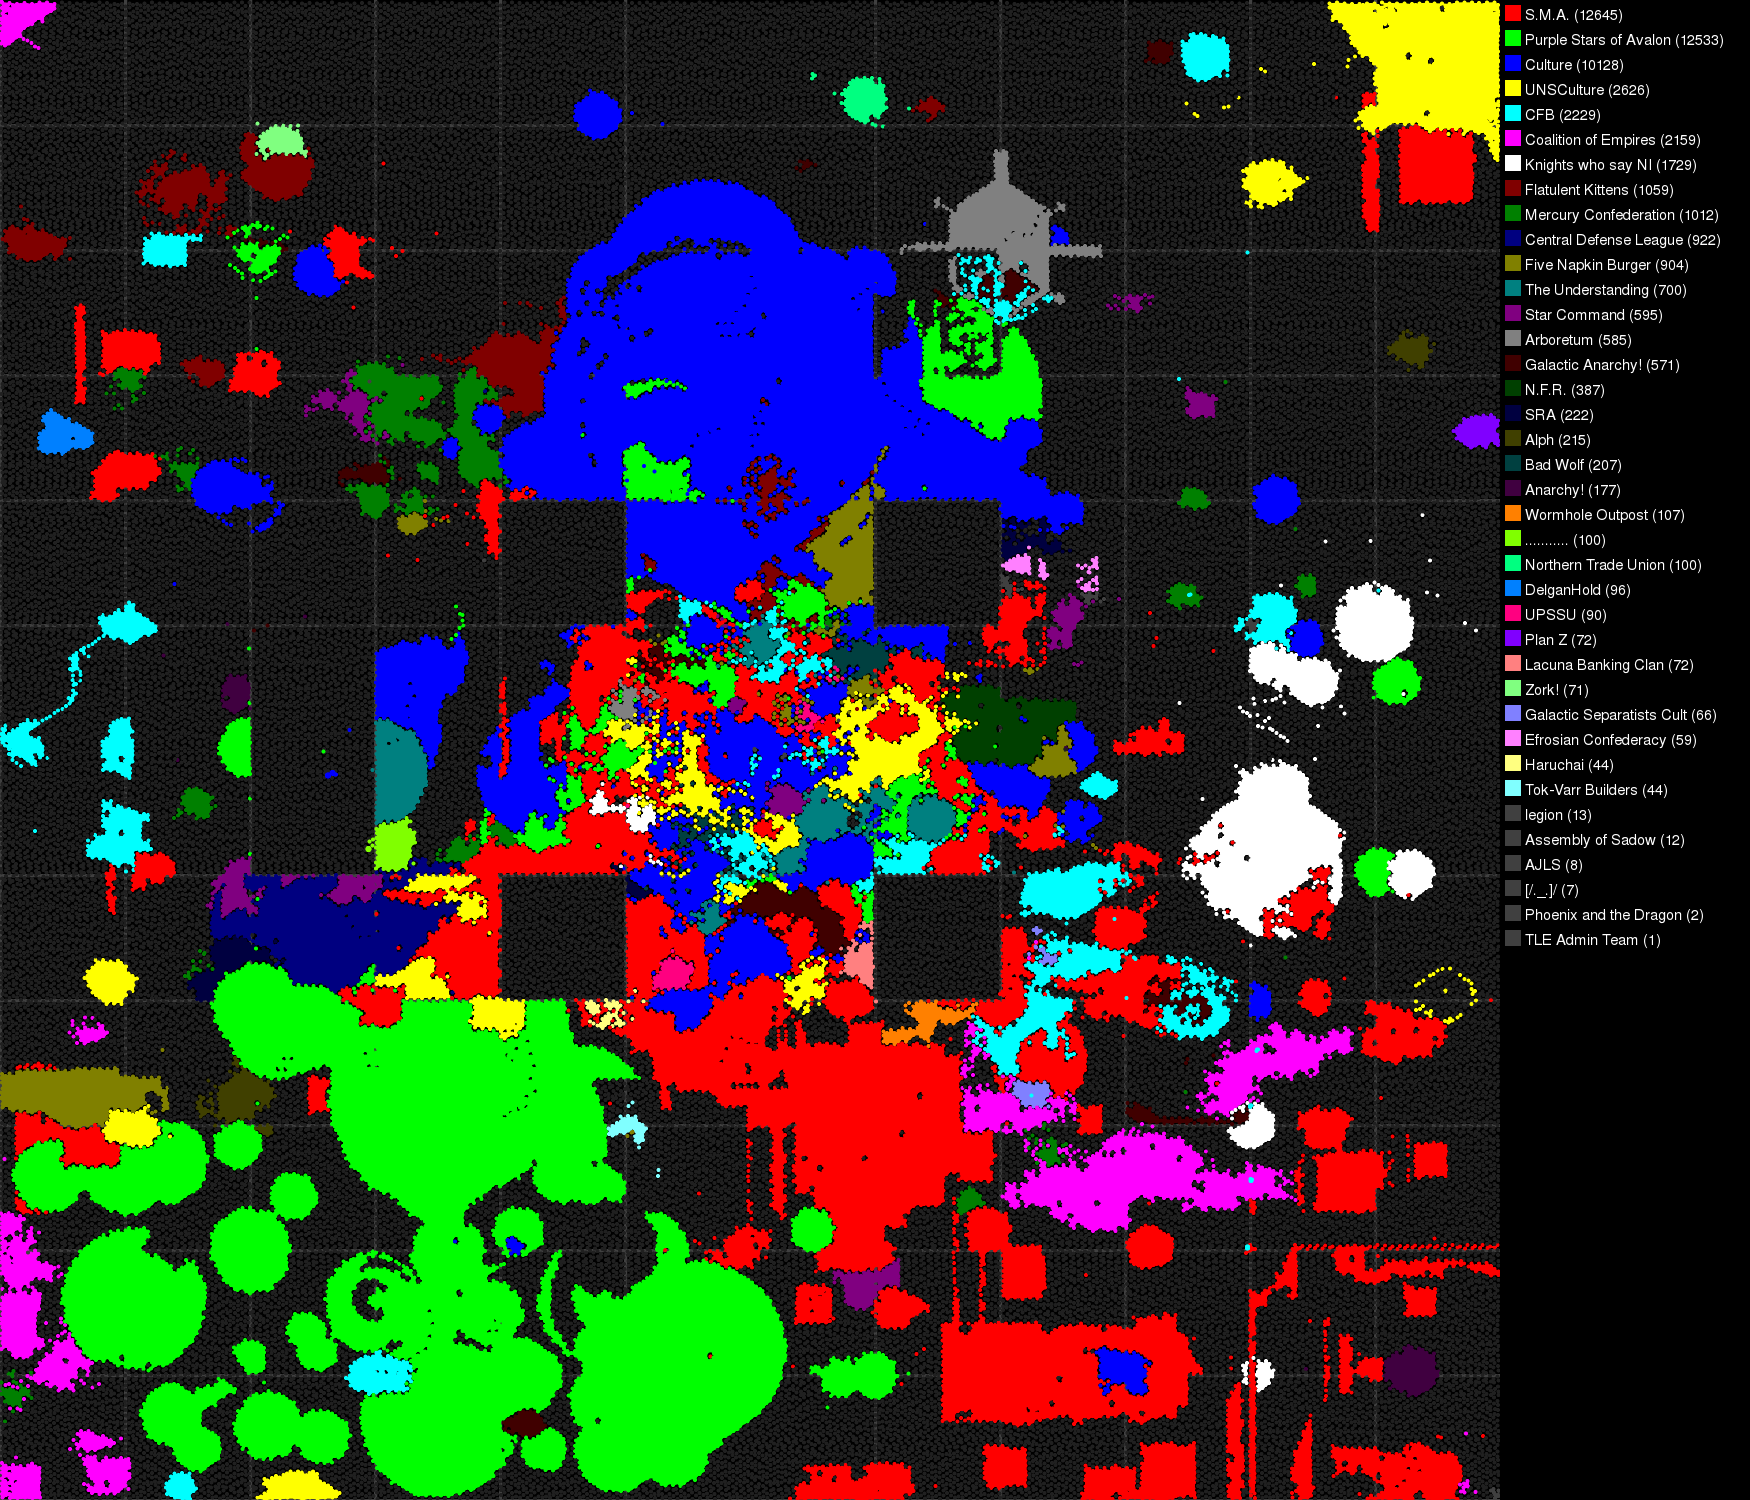 S.M.A. (12645)
Purple Stars of Avalon (12533)
Culture (10128)
UNSCulture (2626)
CFB (2229)
Coalition of Empires (2159)
Knights who say NI (1729)
Flatulent Kittens (1059)
Mercury Confederation (1012)
Central Defense League (922)
Five Napkin Burger (904)
The Understanding (700)
Star Command (595)
Arboretum (585)
Galactic Anarchy! (571)
N.F.R. (387)
SRA (222)
Alph (215)
Bad Wolf (207)
Anarchy! (177)
Wormhole Outpost (107)
........... (100)
Northern Trade Union (100)
DelganHold (96)
UPSSU (90)
Plan Z (72)
Lacuna Banking Clan (72)
Zork! (71)
Galactic Separatists Cult (66)
Efrosian Confederacy (59)
Haruchai (44)
Tok-Varr Builders (44)
legion (13)
Assembly of Sadow (12)
AJLS (8)
[/._.]/ (7)
Phoenix and the Dragon (2)
TLE Admin Team (1)